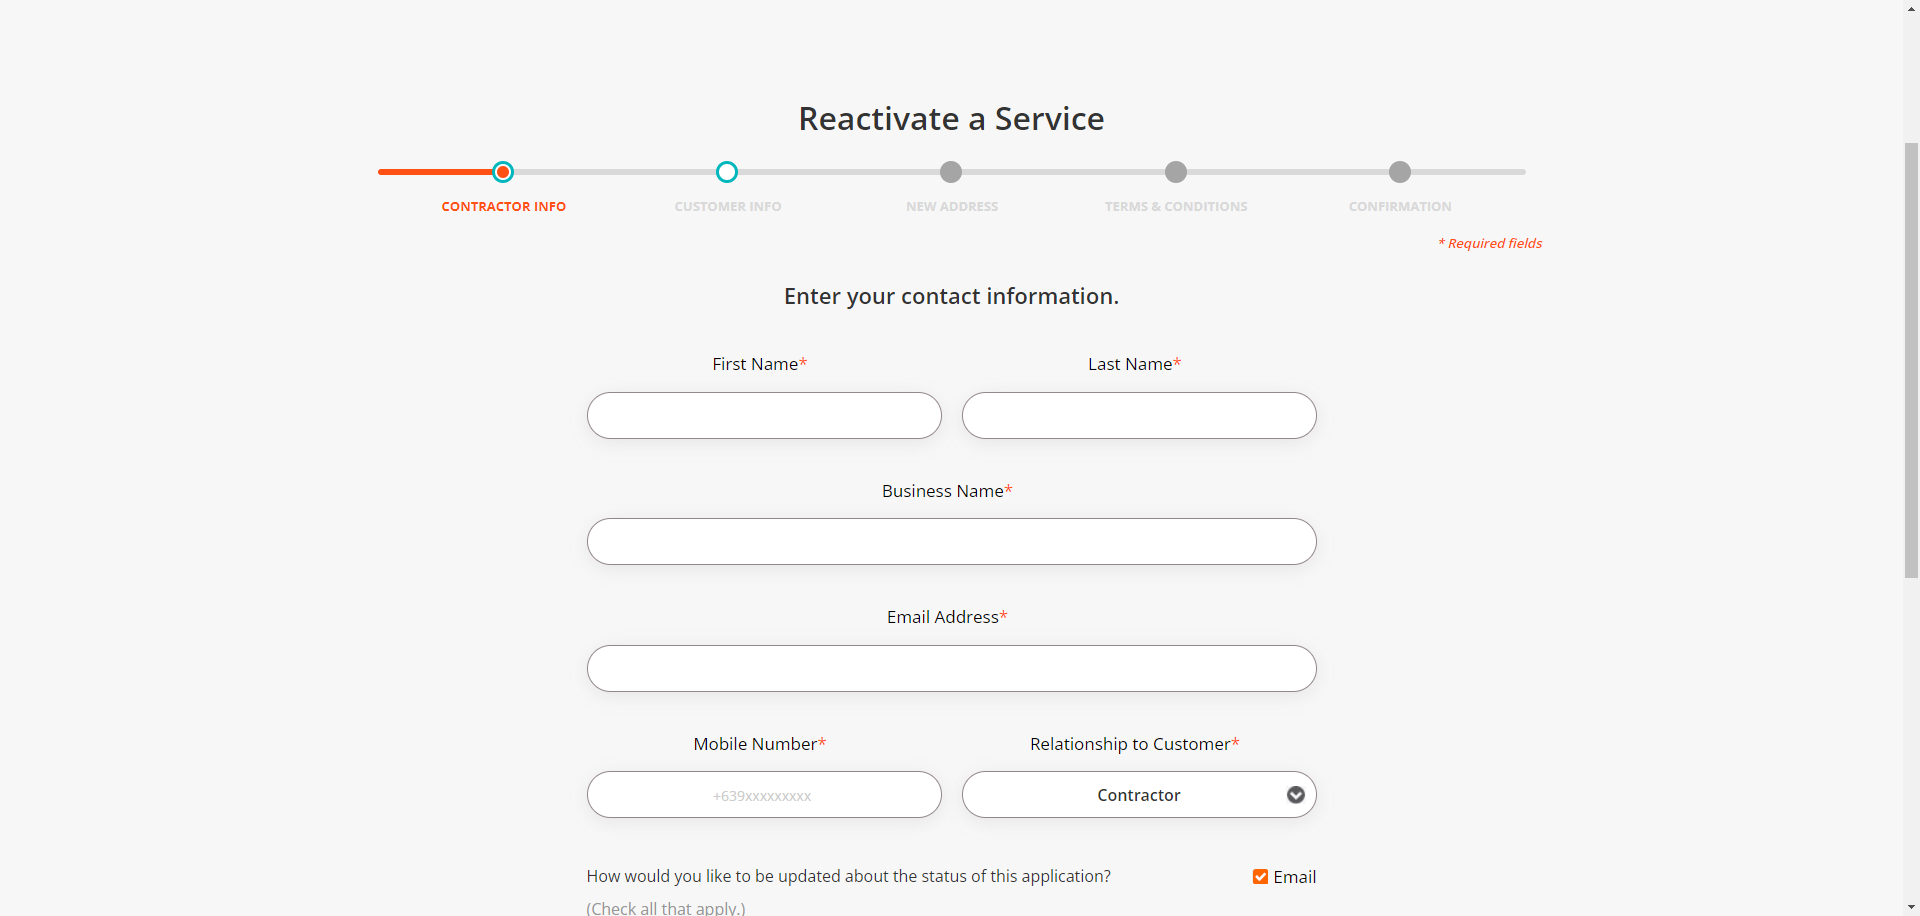 Reactivate a Service
CONTRACTOR INFO
CUSTOMER INFO
NEW ADDRESS
TERMS & CONDITIONS
CONFIRMATION
* Required fields
Enter your contact information.
First Name*
Last Name*
Business Name*
Email Address*
Mobile Number*
Relationship to Customer*
+639xxxxxxxxx
Contractor
How would you like to be updated about the status of this application?
Email
(Check all that apply.)